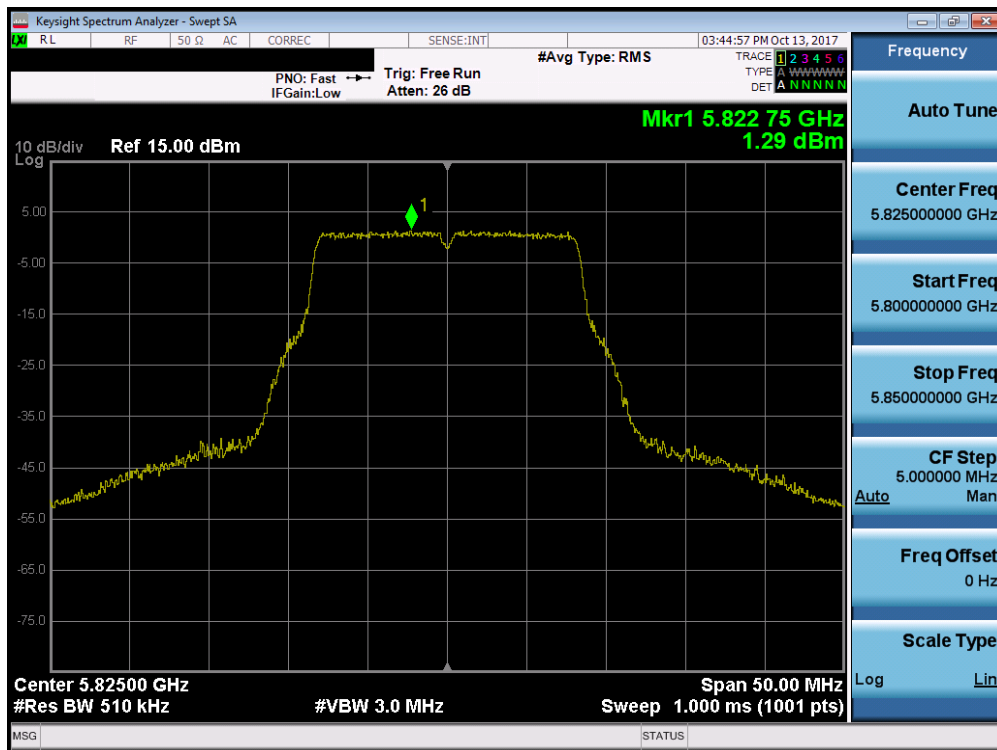 Keysight Spectrum Analyzer - Swept SA
LXI RL RF 50 Ω AC CORREC SENSE:INT 03:44:57 PM Oct 13, 2017
#Avg Type: RMS
TRACE 1 2 3 4 5 6
TYPE A WWWWW
DET A N N N N N
PNO: Fast
IFGain:Low
Trig: Free Run
Atten: 26 dB
Mkr1 5.822 75 GHz
1.29 dBm
10 dB/div
Log
Ref 15.00 dBm
1
5.00
-5.00
-15.0
-25.0
-35.0
-45.0
-55.0
-65.0
-75.0
Center 5.82500 GHz
#Res BW 510 kHz
#VBW 3.0 MHz
Span 50.00 MHz
Sweep 1.000 ms (1001 pts)
MSG
STATUS
Frequency
Auto Tune
Center Freq
5.825000000 GHz
Start Freq
5.800000000 GHz
Stop Freq
5.850000000 GHz
CF Step
5.000000 MHz
Auto Man
Freq Offset
0 Hz
Scale Type
Log Lin